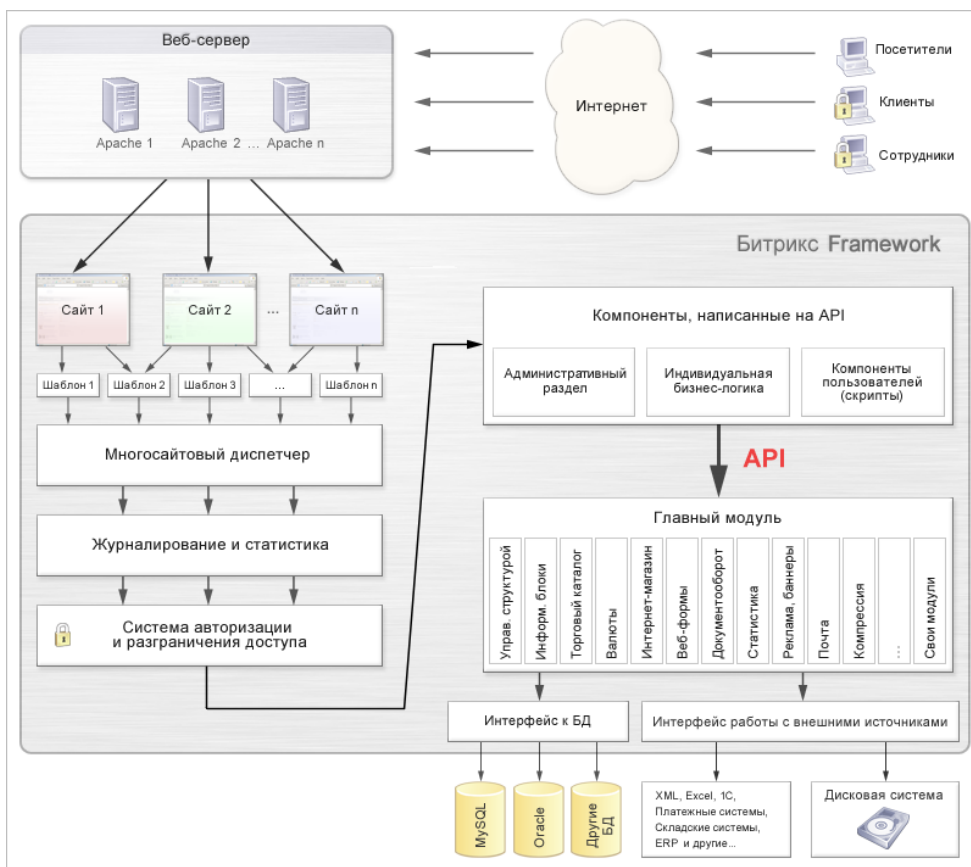 Веб-сервер
Apache 1
Apache 2
...
Apache n
Интернет
Посетители
Клиенты
Сотрудники
Битрикс Framework
Сайт 1
Сайт 2
...
Сайт n
Шаблон 1
Шаблон 2
Шаблон 3
...
Шаблон n
Многосайтовый диспетчер
Журналирование и статистика
Система авторизации
и разграничения доступа
Компоненты, написанные на API
Административный
раздел
Индивидуальная
бизнес-логика
Компоненты
пользователей
(скрипты)
API
Главный модуль
Управ. структурой
Информ. блоки
Торговый каталог
Валюты
Интернет-магазин
Веб-формы
Документооборот
Статистика
Реклама, баннеры
Почта
Компрессия
...
Свои модули
Интерфейс к БД
Интерфейс работы с внешними источниками
MySQL
Oracle
Другие
БД
XML, Excel, 1С,
Платежные системы,
Складские системы,
ERP и другие...
Дисковая система